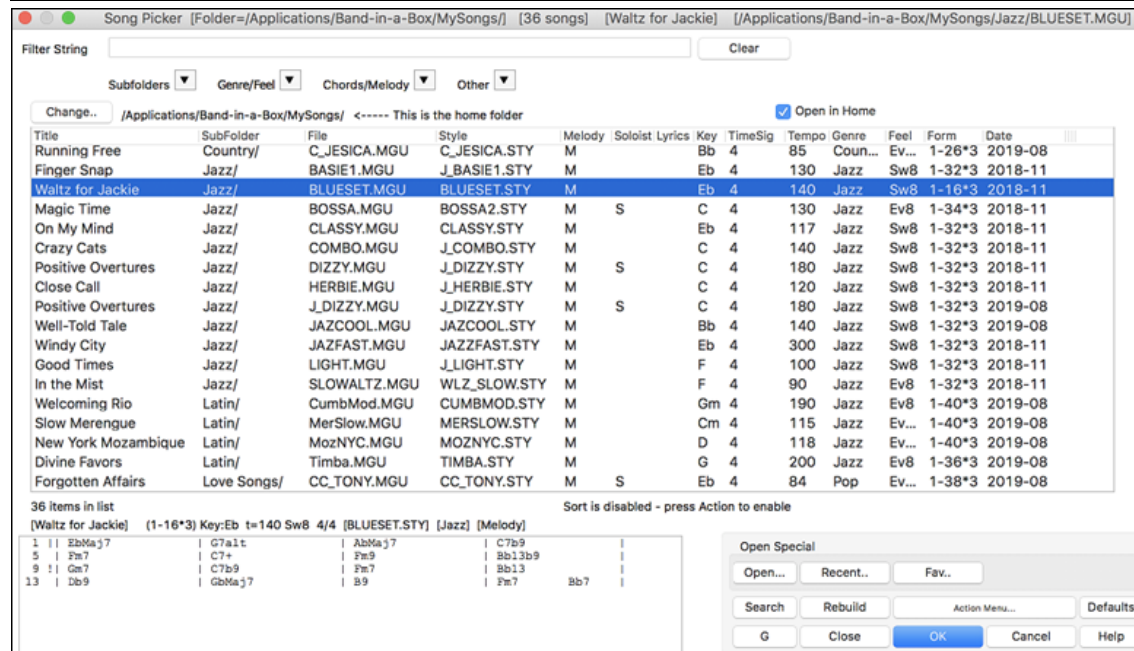 Song Picker [Folder=/Applications/Band-in-a-Box/MySongs/] [36 songs] [Waltz for Jackie] [/Applications/Band-in-a-Box/MySongs/Jazz/BLUESET.MGU]
Filter String Clear
Subfolders ▼ Genre/Feel ▼ Chords/Melody ▼ Other ▼
Change.. /Applications/Band-in-a-Box/MySongs/ <----- This is the home folder Open in Home
Title SubFolder File Style Melody Soloist Lyrics Key TimeSig Tempo Genre Feel Form Date
Running Free Country/ C_JESICA.MGU C_JESICA.STY M Bb 4 85 Coun... Ev... 1-26*3 2019-08
Finger Snap Jazz/ BASIE1.MGU J_BASIE1.STY M Eb 4 130 Jazz Sw8 1-32*3 2018-11
Waltz for Jackie Jazz/ BLUESET.MGU BLUESET.STY M Eb 4 140 Jazz Sw8 1-16*3 2018-11
Magic Time Jazz/ BOSSA.MGU BOSSA2.STY M S C 4 130 Jazz Ev8 1-34*3 2018-11
On My Mind Jazz/ CLASSY.MGU CLASSY.STY M Eb 4 117 Jazz Sw8 1-32*3 2018-11
Crazy Cats Jazz/ COMBO.MGU J_COMBO.STY M C 4 140 Jazz Sw8 1-32*3 2018-11
Positive Overtures Jazz/ DIZZY.MGU J_DIZZY.STY M S C 4 180 Jazz Sw8 1-32*3 2018-11
Close Call Jazz/ HERBIE.MGU J_HERBIE.STY M C 4 120 Jazz Sw8 1-32*3 2018-11
Positive Overtures Jazz/ J_DIZZY.MGU J_DIZZY.STY M S C 4 180 Jazz Sw8 1-32*3 2019-08
Well-Told Tale Jazz/ JAZCOOL.MGU JAZCOOL.STY M Bb 4 140 Jazz Sw8 1-32*3 2019-08
Windy City Jazz/ JAZFAST.MGU JAZZFAST.STY M Eb 4 300 Jazz Sw8 1-32*3 2018-11
Good Times Jazz/ LIGHT.MGU J_LIGHT.STY M F 4 100 Jazz Sw8 1-32*3 2018-11
In the Mist Jazz/ SLOWALTZ.MGU WLZ_SLOW.STY M F 4 90 Jazz Ev8 1-32*3 2018-11
Welcoming Rio Latin/ CumbMod.MGU CUMBMOD.STY M Gm 4 190 Jazz Ev8 1-40*3 2019-08
Slow Merengue Latin/ MerSlow.MGU MERSLOW.STY M Cm 4 115 Jazz Ev... 1-40*3 2019-08
New York Mozambique Latin/ MozNYC.MGU MOZNYC.STY M D 4 118 Jazz Ev... 1-40*3 2019-08
Divine Favors Latin/ Timba.MGU TIMBA.STY M G 4 200 Jazz Ev8 1-36*3 2019-08
Forgotten Affairs Love Songs/ CC_TONY.MGU CC_TONY.STY M S Eb 4 84 Pop Ev... 1-38*3 2019-08
36 items in list Sort is disabled - press Action to enable
[Waltz for Jackie] (1-16*3) Key:Eb t=140 Sw8 4/4 [BLUESET.STY] [Jazz] [Melody]
1 || EbMaj7 | G7alt | AbMaj7 | C7b9 |
5 | Fm7 | C7+ | Fm9 | Bb13b9 |
9 !| Gm7 | C7b9 | Fm7 | Bb13 |
13 | Db9 | GbMaj7 | B9 | Fm7 Bb7 |
Open Special
Open... Recent.. Fav..
Search Rebuild Action Menu... Defaults
G Close OK Cancel Help